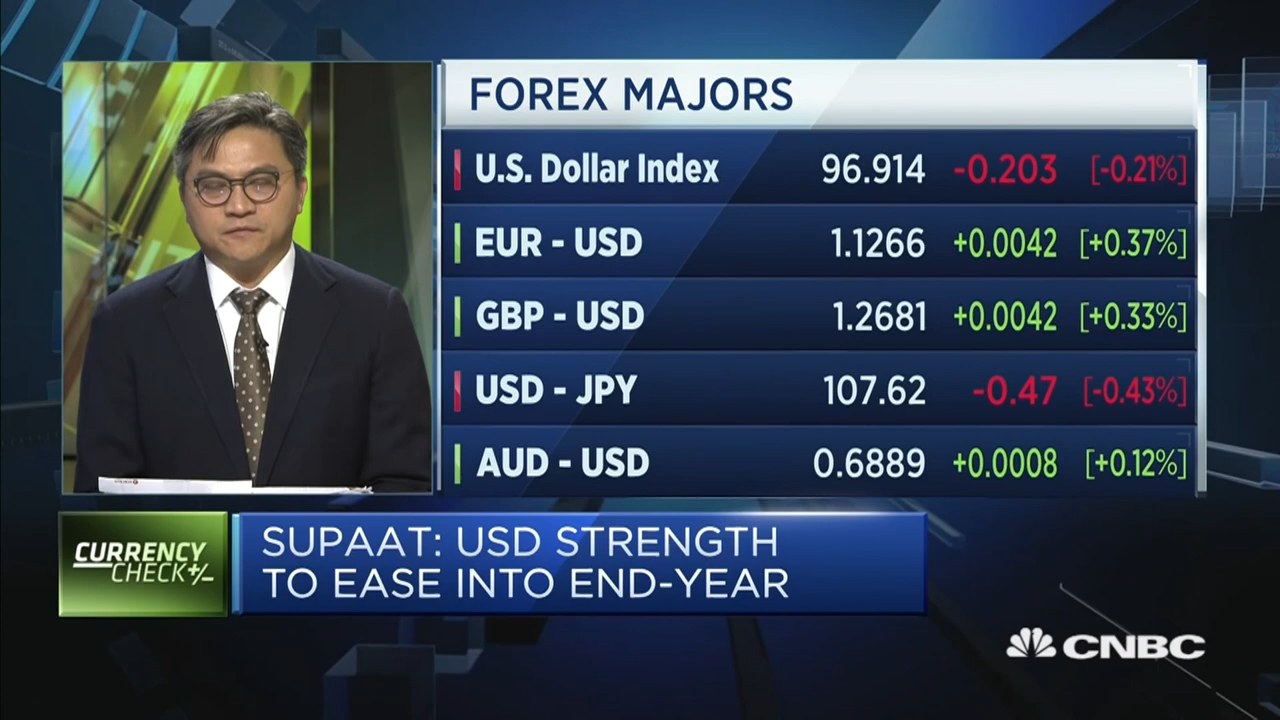 FOREX MAJORS
U.S. Dollar Index 96.914 -0.203 [-0.21%]
EUR - USD 1.1266 +0.0042 [+0.37%]
GBP - USD 1.2681 +0.0042 [+0.33%]
USD - JPY 107.62 -0.47 [-0.43%]
AUD - USD 0.6889 +0.0008 [+0.12%]
CURRENCY
CHECK+/-
SUPAAT: USD STRENGTH
TO EASE INTO END-YEAR
CNBC